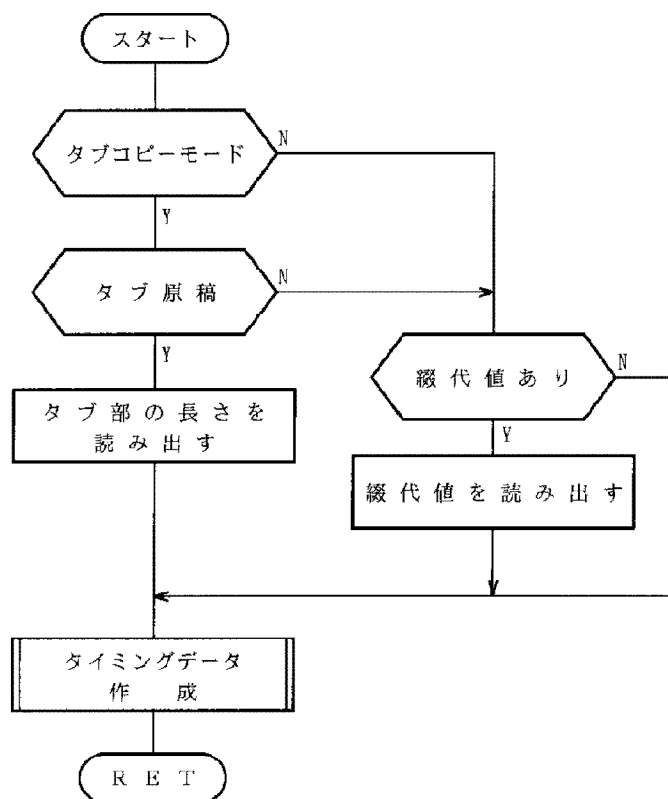 スタート
タブコピーモード
N
Y
タブ原稿
N
Y
タブ部の長さを
読み出す
綴代値あり
N
Y
綴代値を読み出す
タイミングデータ
作成
RET